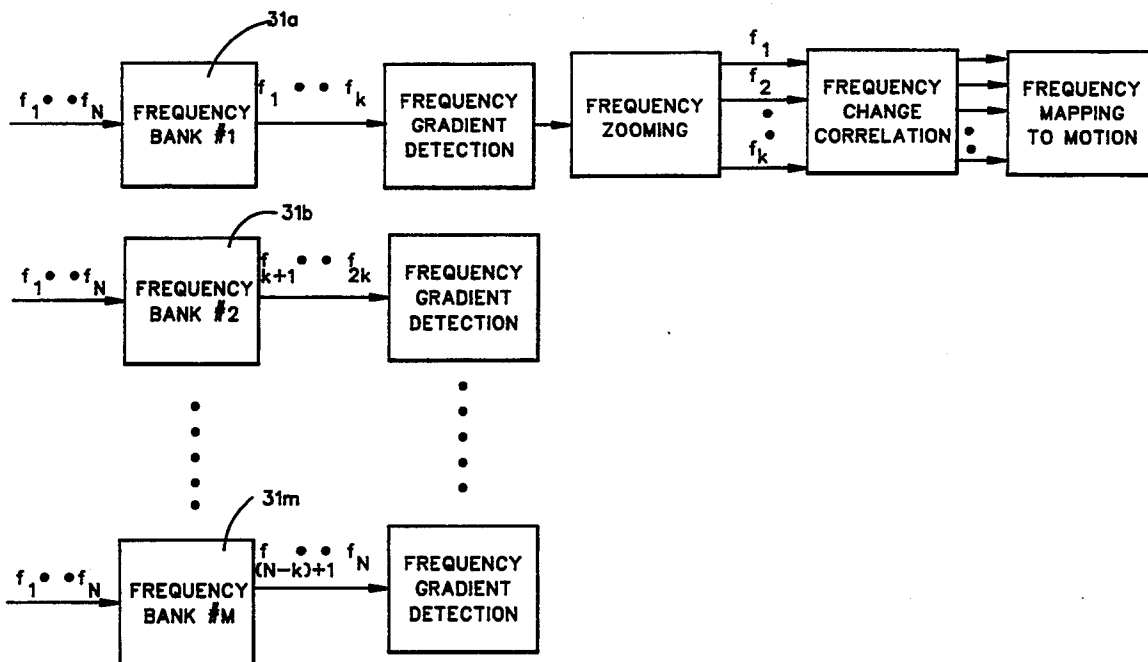 31a
f1 • • fN
FREQUENCY
BANK #1
f1 • • fk
FREQUENCY
GRADIENT
DETECTION
FREQUENCY
ZOOMING
f1
f2
fk
FREQUENCY
CHANGE
CORRELATION
FREQUENCY
MAPPING
TO MOTION
31b
f1 • • fN
FREQUENCY
BANK #2
fk+1 • • f2k
FREQUENCY
GRADIENT
DETECTION
31m
f1 • • fN
FREQUENCY
BANK #M
f(N-k)+1 • • fN
FREQUENCY
GRADIENT
DETECTION